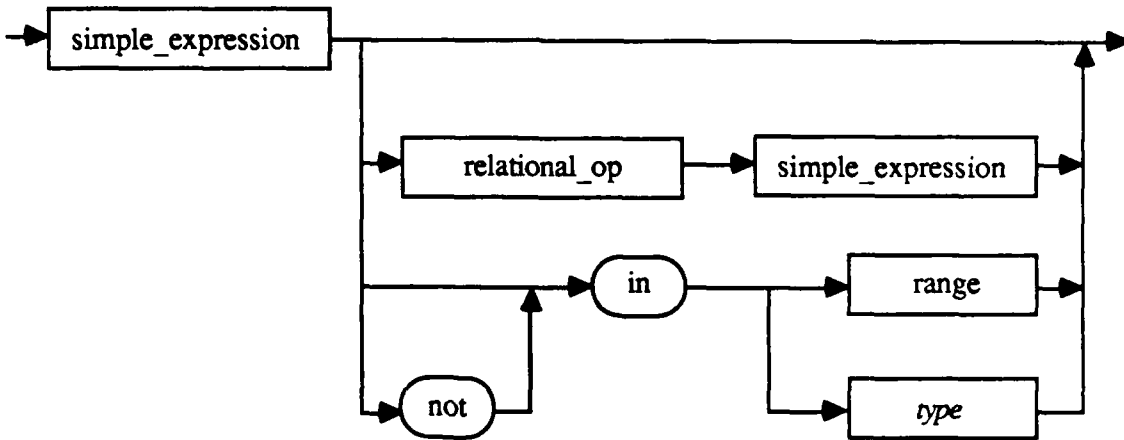 simple_expression
relational_op simple_expression
in range
not type